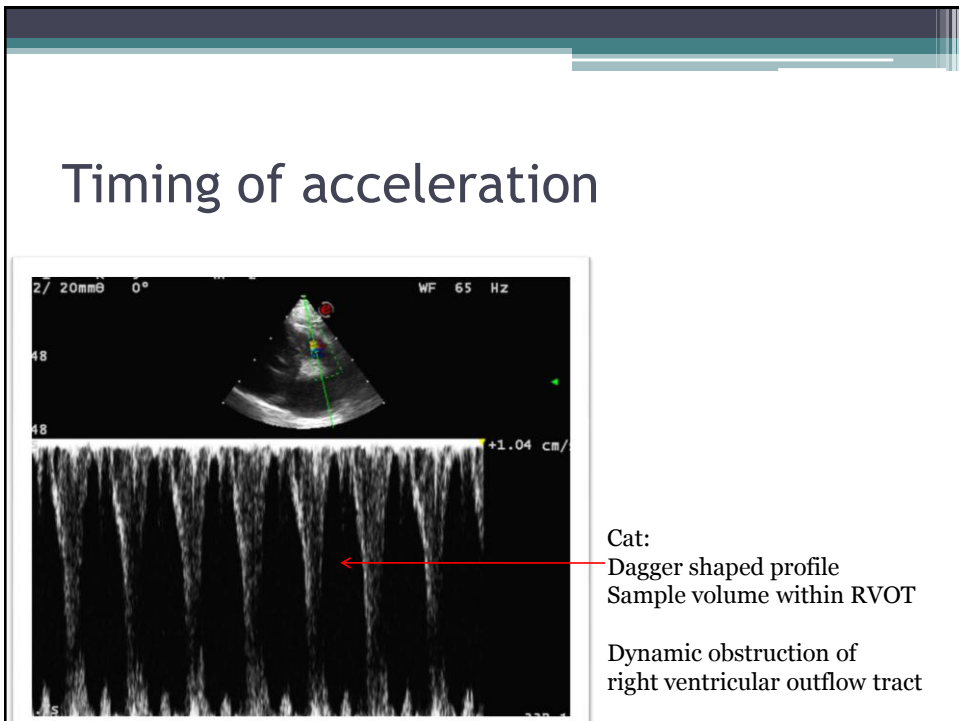 Timing of acceleration
2/ 20mmθ 0° WF 65 Hz
48
48
+1.04 cm/
Cat:
Dagger shaped profile
Sample volume within RVOT
Dynamic obstruction of
right ventricular outflow tract